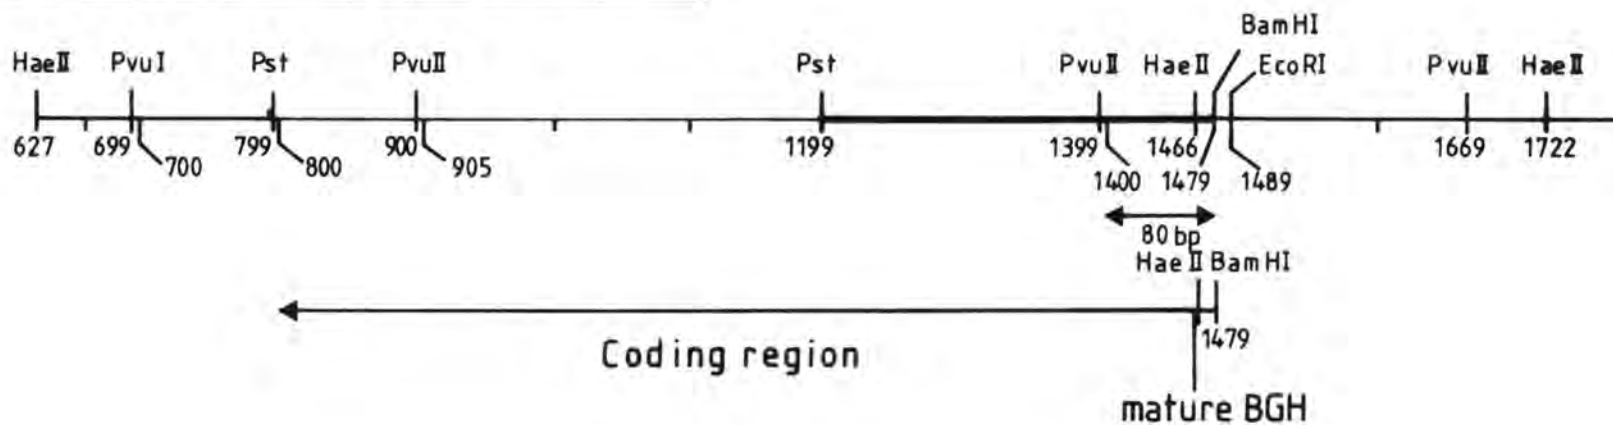 BamHI
HaeII PvuI Pst PvuII Pst PvuII HaeII EcoRI PvuII HaeII
627 699 799 900 1199 1399 1466 1669 1722
700 800 905 1400 1479 1489
80 bp
HaeII BamHI
1479
Coding region
mature BGH